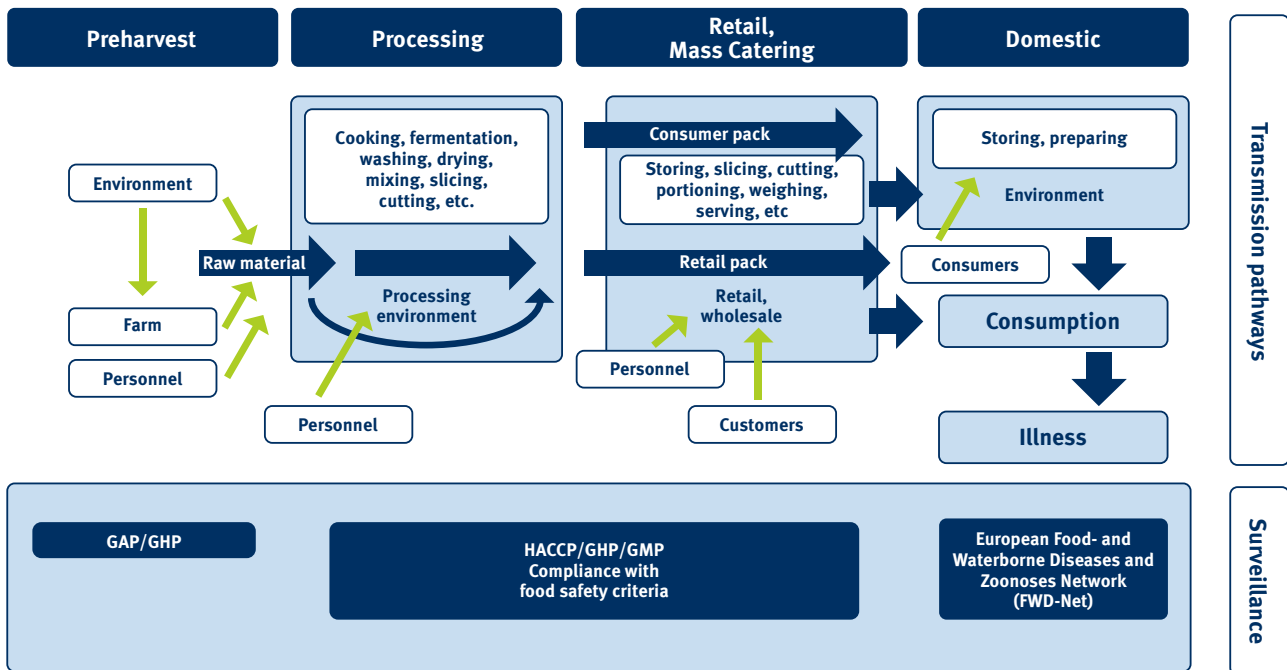 Preharvest
Processing
Retail,
Mass Catering
Domestic
Transmission pathways
Cooking, fermentation,
washing, drying,
mixing, slicing,
cutting, etc.
Consumer pack
Storing, slicing, cutting,
portioning, weighing,
serving, etc
Storing, preparing
Environment
Environment
Raw material
Retail pack
Consumers
Processing
environment
Retail,
wholesale
Farm
Consumption
Personnel
Personnel
Personnel
Customers
Illness
Surveillance
GAP/GHP
HACCP/GHP/GMP
Compliance with
food safety criteria
European Food- and
Waterborne Diseases and
Zoonoses Network
(FWD-Net)